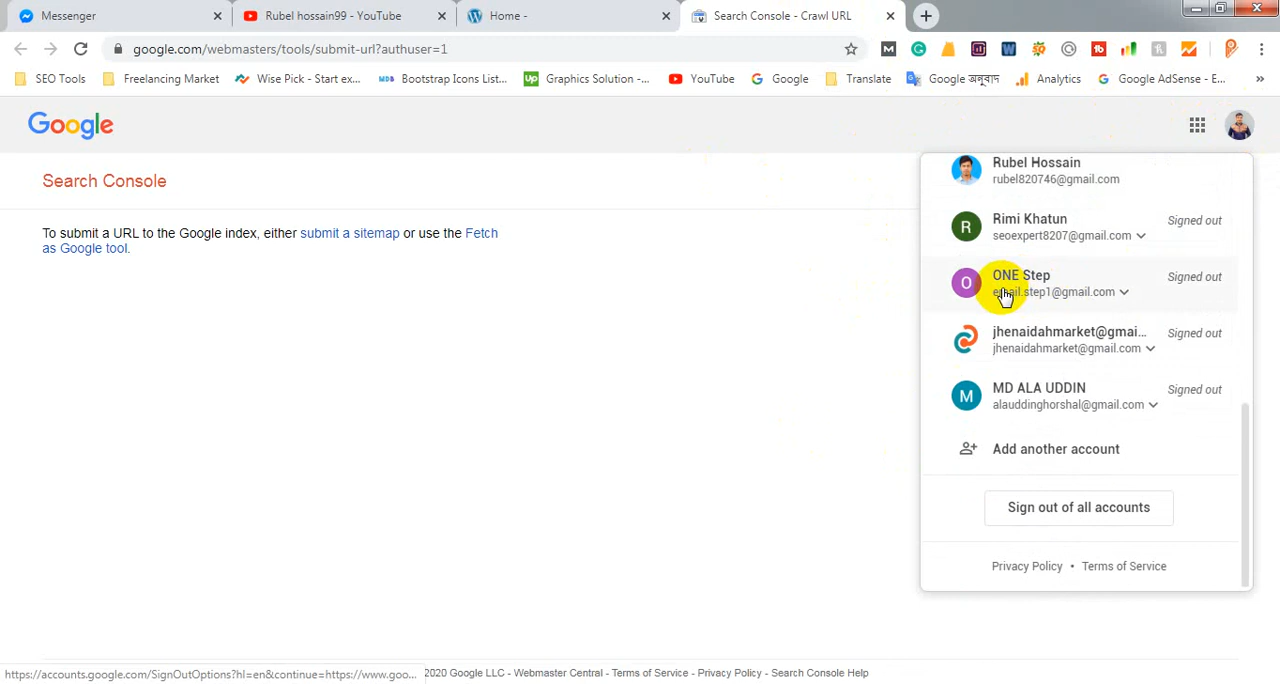 Messenger
Rubel hossain99 - YouTube
Home -
Search Console - Crawl URL
google.com/webmasters/tools/submit-url?authuser=1
SEO Tools
Freelancing Market
Wise Pick - Start ex...
Bootstrap Icons List...
Graphics Solution -...
YouTube
Google
Translate
Google অনুবাদ
Analytics
Google AdSense - E...
Google
Search Console
To submit a URL to the Google index, either submit a sitemap or use the Fetch
as Google tool.
Rubel Hossain
rubel820746@gmail.com
Rimi Khatun
Signed out
seoexpert8207@gmail.com
ONE Step
Signed out
email.step1@gmail.com
jhenaidahmarket@gmai...
Signed out
jhenaidahmarket@gmail.com
MD ALA UDDIN
Signed out
alauddinghorshal@gmail.com
Add another account
Sign out of all accounts
Privacy Policy • Terms of Service
https://accounts.google.com/SignOutOptions?hl=en&continue=https://www.goo...
2020 Google LLC - Webmaster Central - Terms of Service - Privacy Policy - Search Console Help